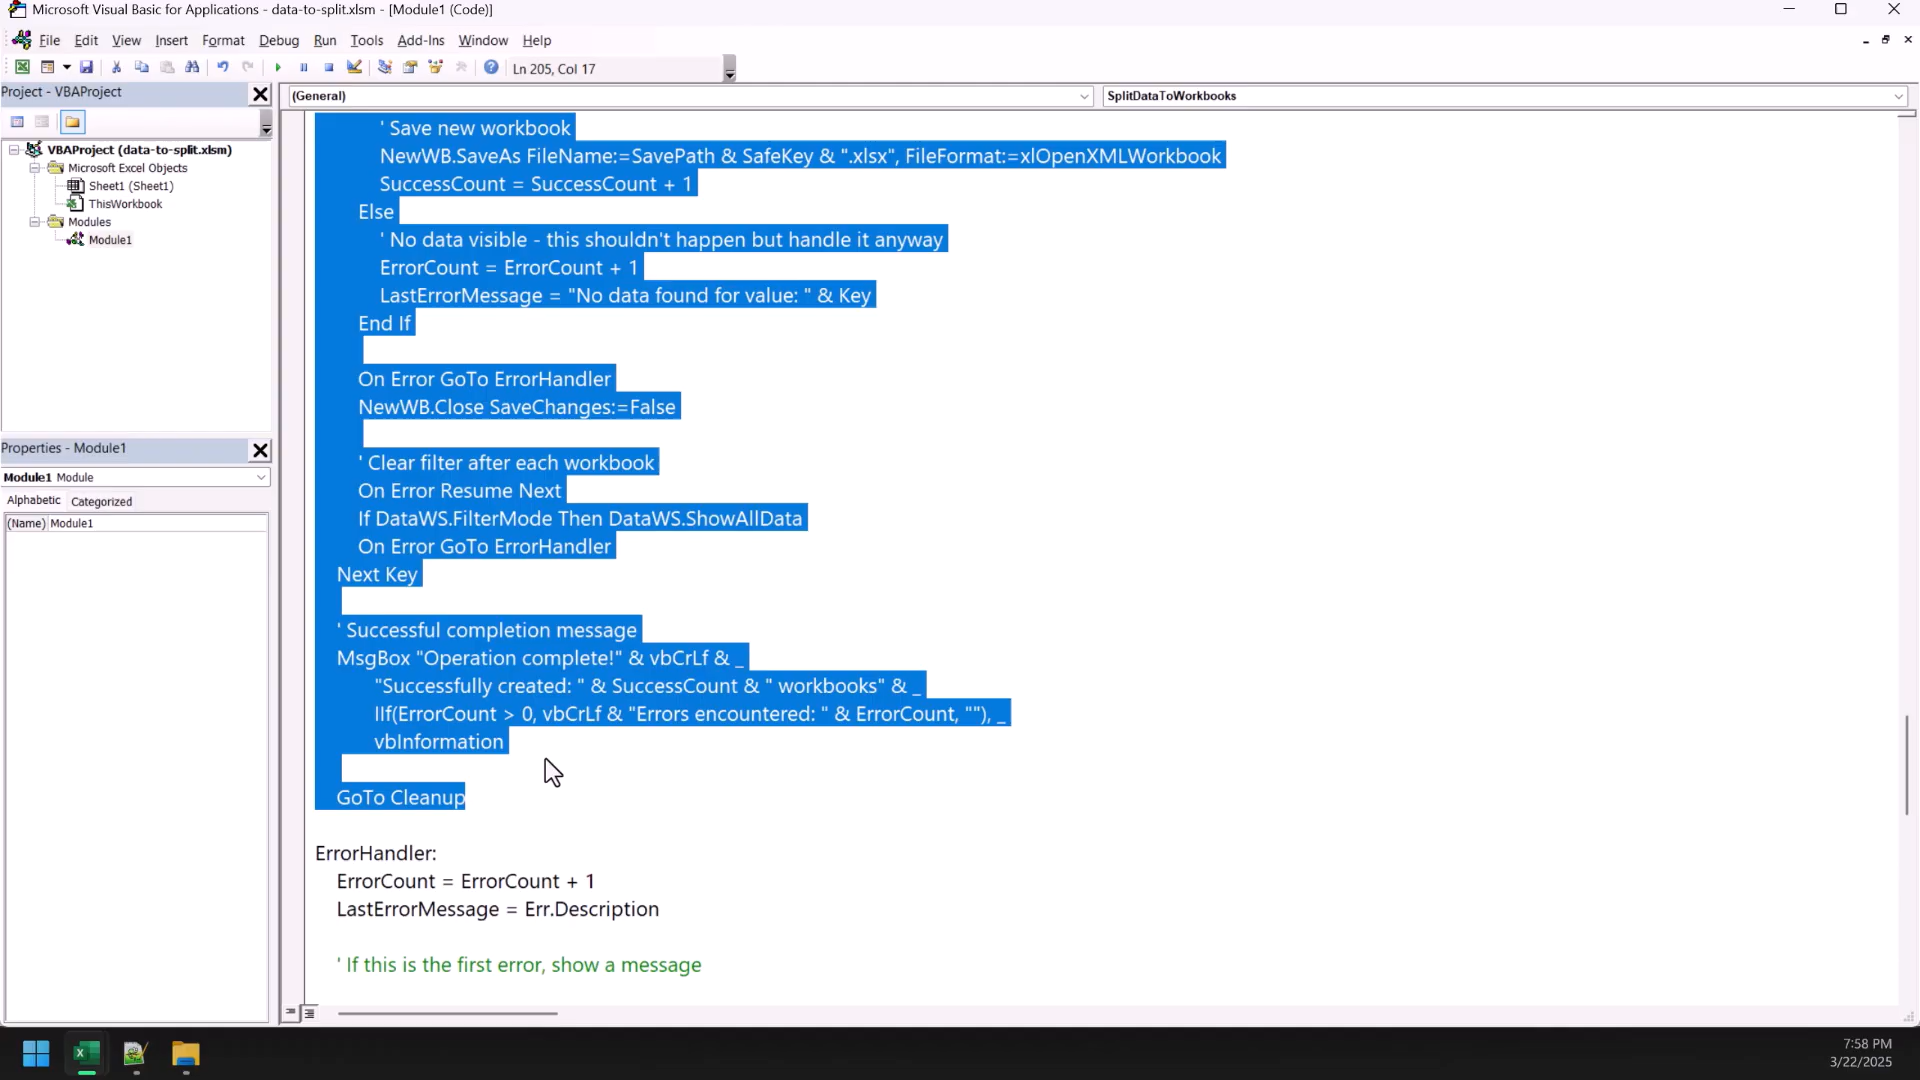 Microsoft Visual Basic for Applications - data-to-split.xlsm - [Module1 (Code)]
File Edit View Insert Format Debug Run Tools Add-Ins Window Help
Ln 205, Col 17
Project - VBAProject
(General)
SplitDataToWorkbooks
VBAProject (data-to-split.xlsm)
Microsoft Excel Objects
Sheet1 (Sheet1)
ThisWorkbook
Modules
Module1
Properties - Module1
Module1 Module
Alphabetic Categorized
(Name) Module1
' Save new workbook
NewWB.SaveAs FileName:=SavePath & SafeKey & ".xlsx", FileFormat:=xlOpenXMLWorkbook
SuccessCount = SuccessCount + 1
Else
' No data visible - this shouldn't happen but handle it anyway
ErrorCount = ErrorCount + 1
LastErrorMessage = "No data found for value: " & Key
End If
On Error GoTo ErrorHandler
NewWB.Close SaveChanges:=False
' Clear filter after each workbook
On Error Resume Next
If DataWS.FilterMode Then DataWS.ShowAllData
On Error GoTo ErrorHandler
Next Key
' Successful completion message
MsgBox "Operation complete!" & vbCrLf & _
"Successfully created: " & SuccessCount & " workbooks" & _
IIf(ErrorCount > 0, vbCrLf & "Errors encountered: " & ErrorCount, ""), _
vbInformation
GoTo Cleanup
ErrorHandler:
ErrorCount = ErrorCount + 1
LastErrorMessage = Err.Description
' If this is the first error, show a message
7:58 PM
3/22/2025